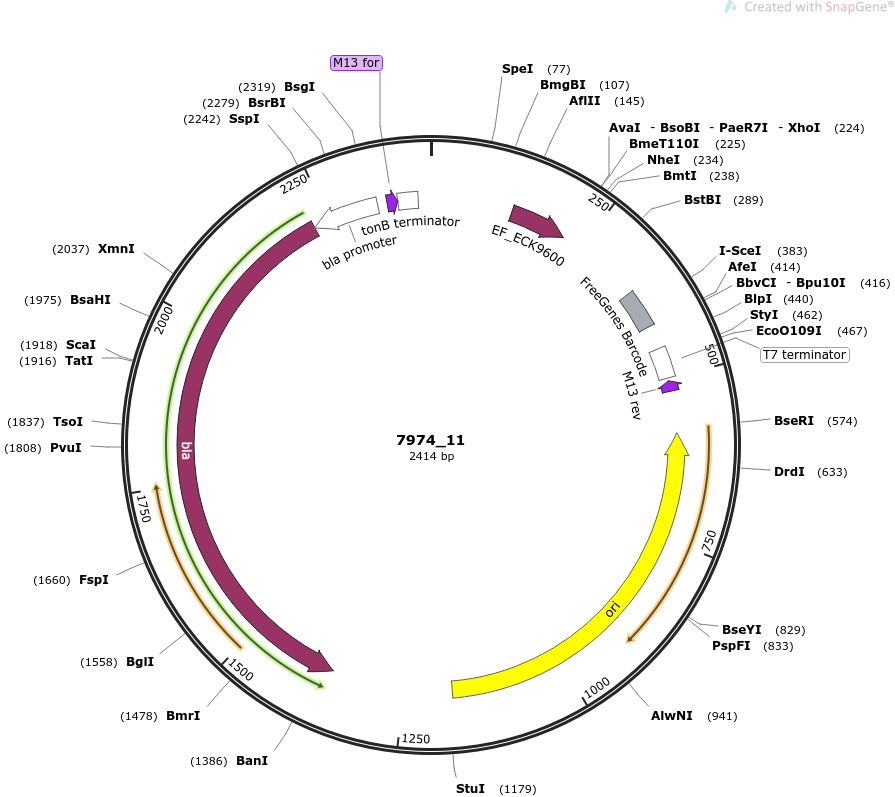 Created with SnapGene®
M13 for
SpeI (77)
BmgBI (107)
AflII (145)
AvaI - BsoBI - PaeR7I - XhoI (224)
BmeT110I (225)
NheI (234)
BmtI (238)
BstBI (289)
I-SceI (383)
AfeI (414)
BbvCI - Bpu10I (416)
BlpI (440)
StyI (462)
EcoO109I (467)
T7 terminator
BseRI (574)
DrdI (633)
BseYI (829)
PspFI (833)
AlwNI (941)
StuI (1179)
(1386) BanI
(1478) BmrI
(1558) BglI
(1660) FspI
(1808) PvuI
(1837) TsoI
(1916) TatI
(1918) ScaI
(1975) BsaHI
(2037) XmnI
(2242) SspI
(2279) BsrBI
(2319) BsgI
250
500
750
1000
1250
1500
1750
2000
2250
tonB terminator
bla promoter
EF_ECK9600
FreeGenes Barcode
M13 rev
bla
ori
7974_11
2414 bp